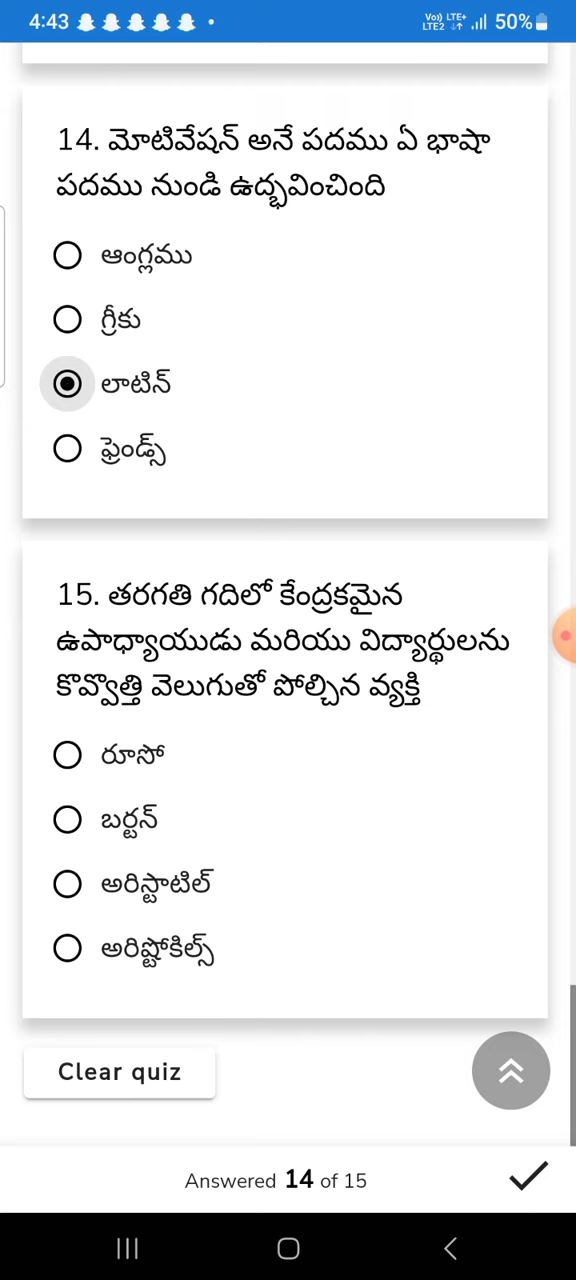 4:43
Vo) LTE+
LTE2
50%
14. మోటివేషన్ అనే పదము ఏ భాషా
పదము నుండి ఉద్భవించింది
ఆంగ్లము
గ్రీకు
లాటిన్
ఫ్రెండ్స్
15. తరగతి గదిలో కేంద్రకమైన
ఉపాధ్యాయుడు మరియు విద్యార్థులను
కొవ్వొత్తి వెలుగుతో పోల్చిన వ్యక్తి
రూసో
బర్టన్
అరిస్టాటిల్
అరిష్టోకిల్స్
Clear quiz
Answered 14 of 15